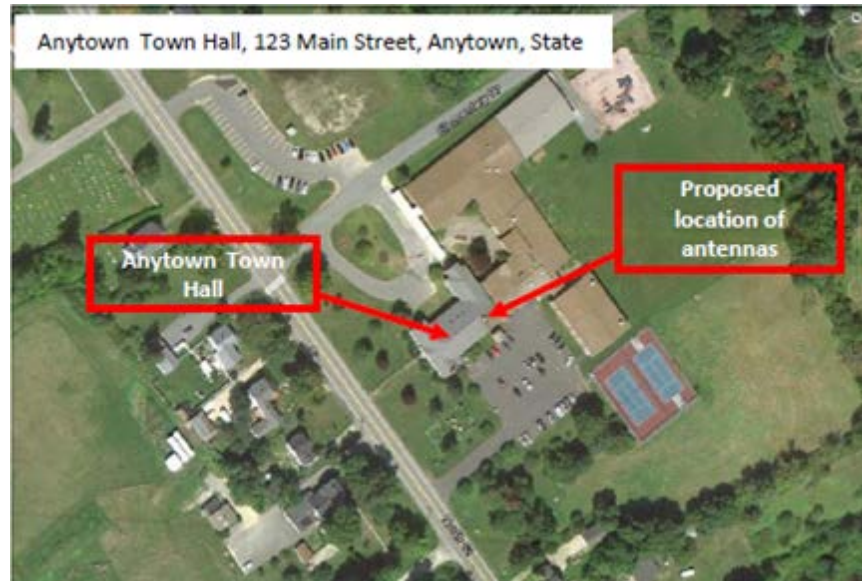 Anytown Town Hall, 123 Main Street, Anytown, State
Proposed
location of
antennas
Anytown Town
Hall